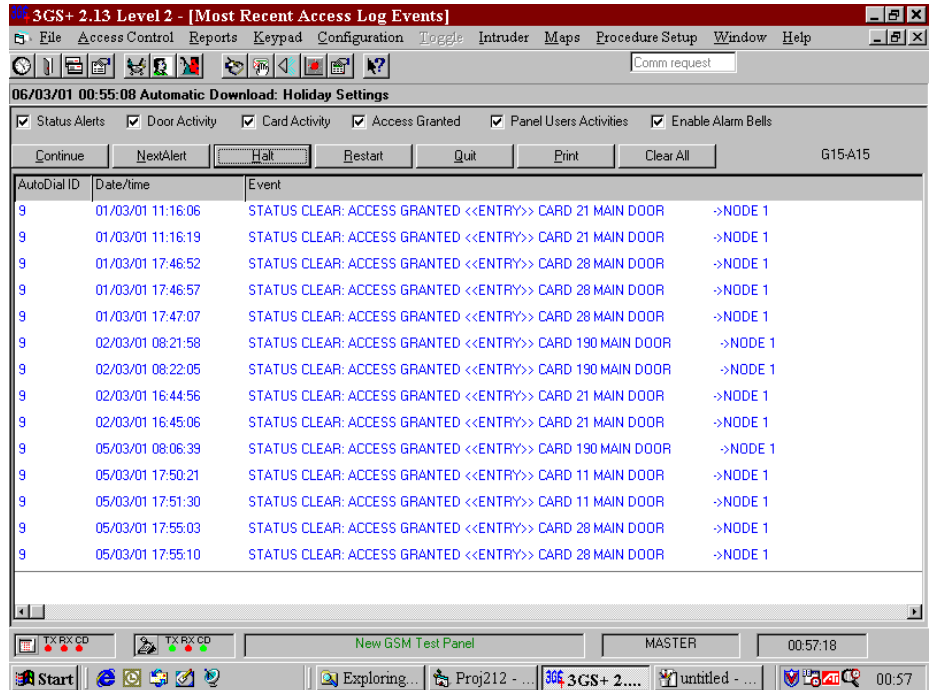 3GS+ 2.13 Level 2 - [Most Recent Access Log Events]
File Access Control Reports Keypad Configuration Toggle Intruder Maps Procedure Setup Window Help
Comm request
06/03/01 00:55:08 Automatic Download: Holiday Settings
Status Alerts Door Activity Card Activity Access Granted Panel Users Activities Enable Alarm Bells
Continue NextAlert Halt Restart Quit Print Clear All G15-A15
AutoDial ID Date/time Event
9 01/03/01 11:16:06 STATUS CLEAR: ACCESS GRANTED <<ENTRY>> CARD 21 MAIN DOOR ->NODE 1
9 01/03/01 11:16:19 STATUS CLEAR: ACCESS GRANTED <<ENTRY>> CARD 21 MAIN DOOR ->NODE 1
9 01/03/01 17:46:52 STATUS CLEAR: ACCESS GRANTED <<ENTRY>> CARD 28 MAIN DOOR ->NODE 1
9 01/03/01 17:46:57 STATUS CLEAR: ACCESS GRANTED <<ENTRY>> CARD 28 MAIN DOOR ->NODE 1
9 01/03/01 17:47:07 STATUS CLEAR: ACCESS GRANTED <<ENTRY>> CARD 28 MAIN DOOR ->NODE 1
9 02/03/01 08:21:58 STATUS CLEAR: ACCESS GRANTED <<ENTRY>> CARD 190 MAIN DOOR ->NODE 1
9 02/03/01 08:22:05 STATUS CLEAR: ACCESS GRANTED <<ENTRY>> CARD 190 MAIN DOOR ->NODE 1
9 02/03/01 16:44:56 STATUS CLEAR: ACCESS GRANTED <<ENTRY>> CARD 21 MAIN DOOR ->NODE 1
9 02/03/01 16:45:06 STATUS CLEAR: ACCESS GRANTED <<ENTRY>> CARD 21 MAIN DOOR ->NODE 1
9 05/03/01 08:06:39 STATUS CLEAR: ACCESS GRANTED <<ENTRY>> CARD 190 MAIN DOOR ->NODE 1
9 05/03/01 17:50:21 STATUS CLEAR: ACCESS GRANTED <<ENTRY>> CARD 11 MAIN DOOR ->NODE 1
9 05/03/01 17:51:30 STATUS CLEAR: ACCESS GRANTED <<ENTRY>> CARD 11 MAIN DOOR ->NODE 1
9 05/03/01 17:55:03 STATUS CLEAR: ACCESS GRANTED <<ENTRY>> CARD 28 MAIN DOOR ->NODE 1
9 05/03/01 17:55:10 STATUS CLEAR: ACCESS GRANTED <<ENTRY>> CARD 28 MAIN DOOR ->NODE 1
TX RX CD TX RX CD New GSM Test Panel MASTER 00:57:18
Start Exploring... Proj212 - ... 3GS+ 2.... untitled - ... 00:57